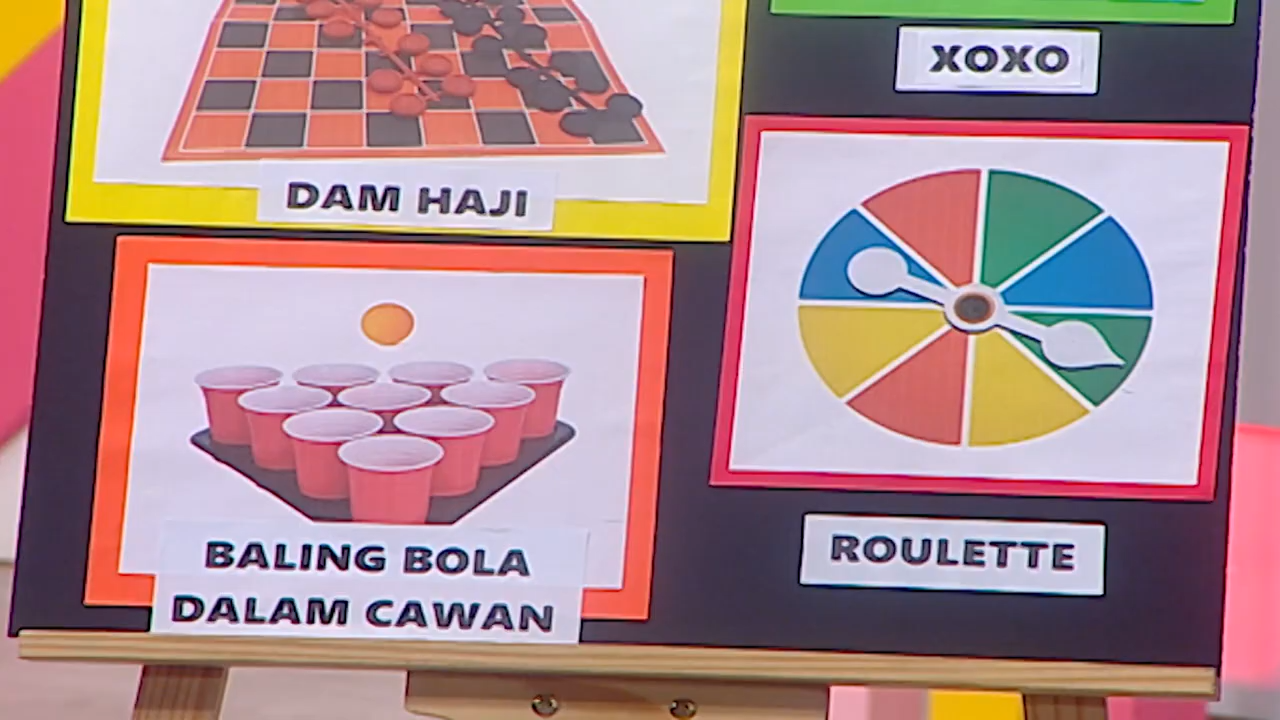 XOXO
DAM HAJI
ROULETTE
BALING BOLA
DALAM CAWAN